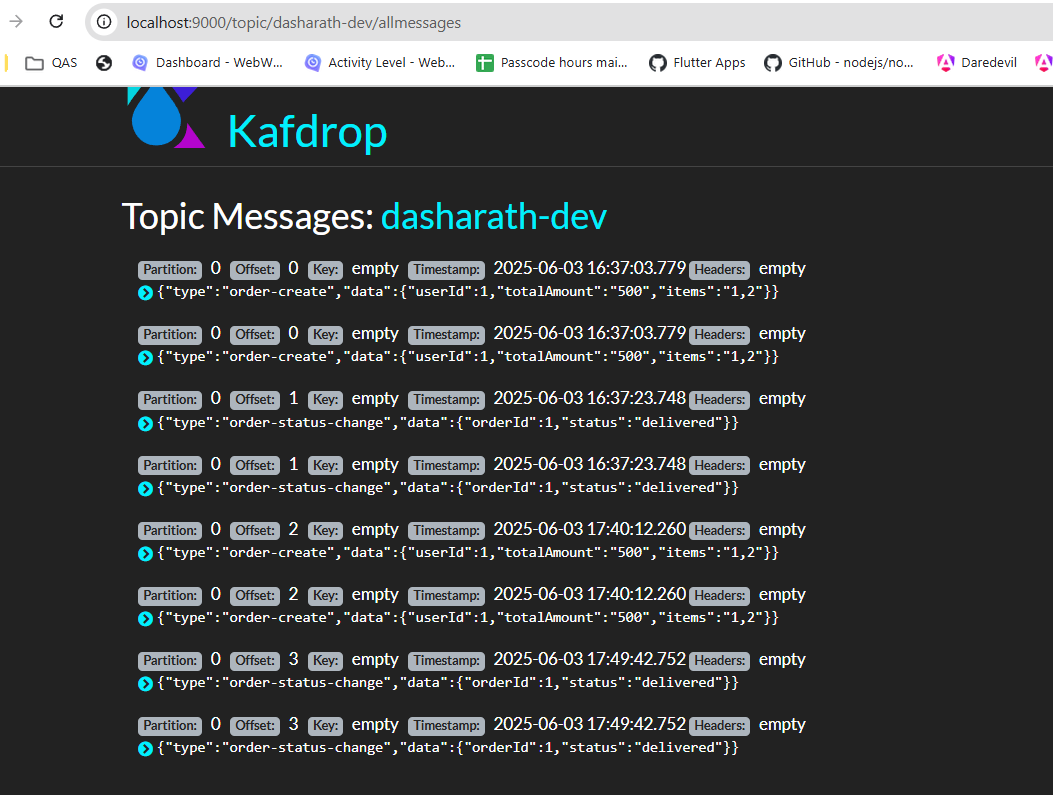 localhost:9000/topic/dasharath-dev/allmessages
QAS Dashboard - WebW... Activity Level - Web... Passcode hours mai... Flutter Apps GitHub - nodejs/no... Daredevil
Kafdrop
Topic Messages: dasharath-dev
Partition: 0 Offset: 0 Key: empty Timestamp: 2025-06-03 16:37:03.779 Headers: empty
{"type":"order-create","data":{"userId":1,"totalAmount":"500","items":"1,2"}}
Partition: 0 Offset: 0 Key: empty Timestamp: 2025-06-03 16:37:03.779 Headers: empty
{"type":"order-create","data":{"userId":1,"totalAmount":"500","items":"1,2"}}
Partition: 0 Offset: 1 Key: empty Timestamp: 2025-06-03 16:37:23.748 Headers: empty
{"type":"order-status-change","data":{"orderId":1,"status":"delivered"}}
Partition: 0 Offset: 1 Key: empty Timestamp: 2025-06-03 16:37:23.748 Headers: empty
{"type":"order-status-change","data":{"orderId":1,"status":"delivered"}}
Partition: 0 Offset: 2 Key: empty Timestamp: 2025-06-03 17:40:12.260 Headers: empty
{"type":"order-create","data":{"userId":1,"totalAmount":"500","items":"1,2"}}
Partition: 0 Offset: 2 Key: empty Timestamp: 2025-06-03 17:40:12.260 Headers: empty
{"type":"order-create","data":{"userId":1,"totalAmount":"500","items":"1,2"}}
Partition: 0 Offset: 3 Key: empty Timestamp: 2025-06-03 17:49:42.752 Headers: empty
{"type":"order-status-change","data":{"orderId":1,"status":"delivered"}}
Partition: 0 Offset: 3 Key: empty Timestamp: 2025-06-03 17:49:42.752 Headers: empty
{"type":"order-status-change","data":{"orderId":1,"status":"delivered"}}